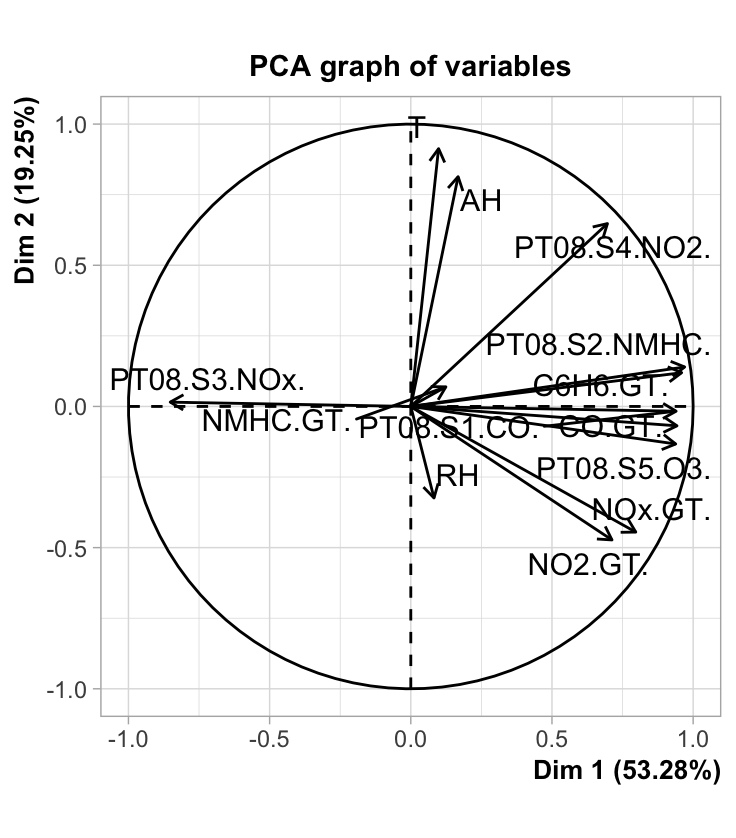 PCA graph of variables
Dim 2 (19.25%)
1.0
0.5
0.0
-0.5
-1.0
T
AH
PT08.S4.NO2.
PT08.S2.NMHC.
PT08.S3.NOx.
C6H6.GT.
NMHC.GT.
PT08.S1.CO.
CO.GT.
PT08.S5.O3.
RH
NOx.GT.
NO2.GT.
-1.0 -0.5 0.0 0.5 1.0
Dim 1 (53.28%)